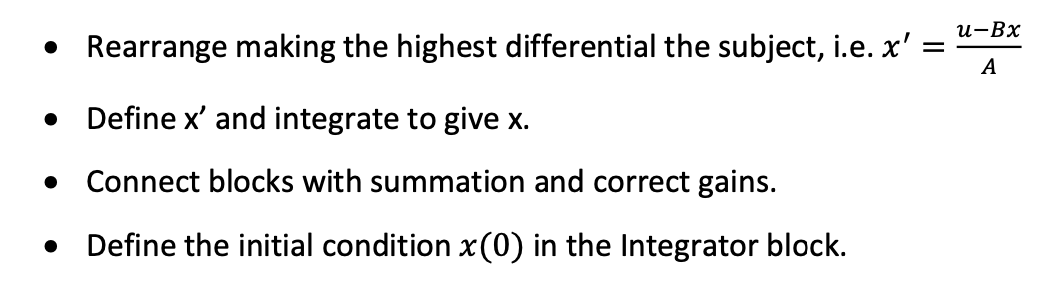 • Rearrange making the highest differential the subject, i.e. x′ = (u−Bx)/A
• Define x’ and integrate to give x.
• Connect blocks with summation and correct gains.
• Define the initial condition x(0) in the Integrator block.